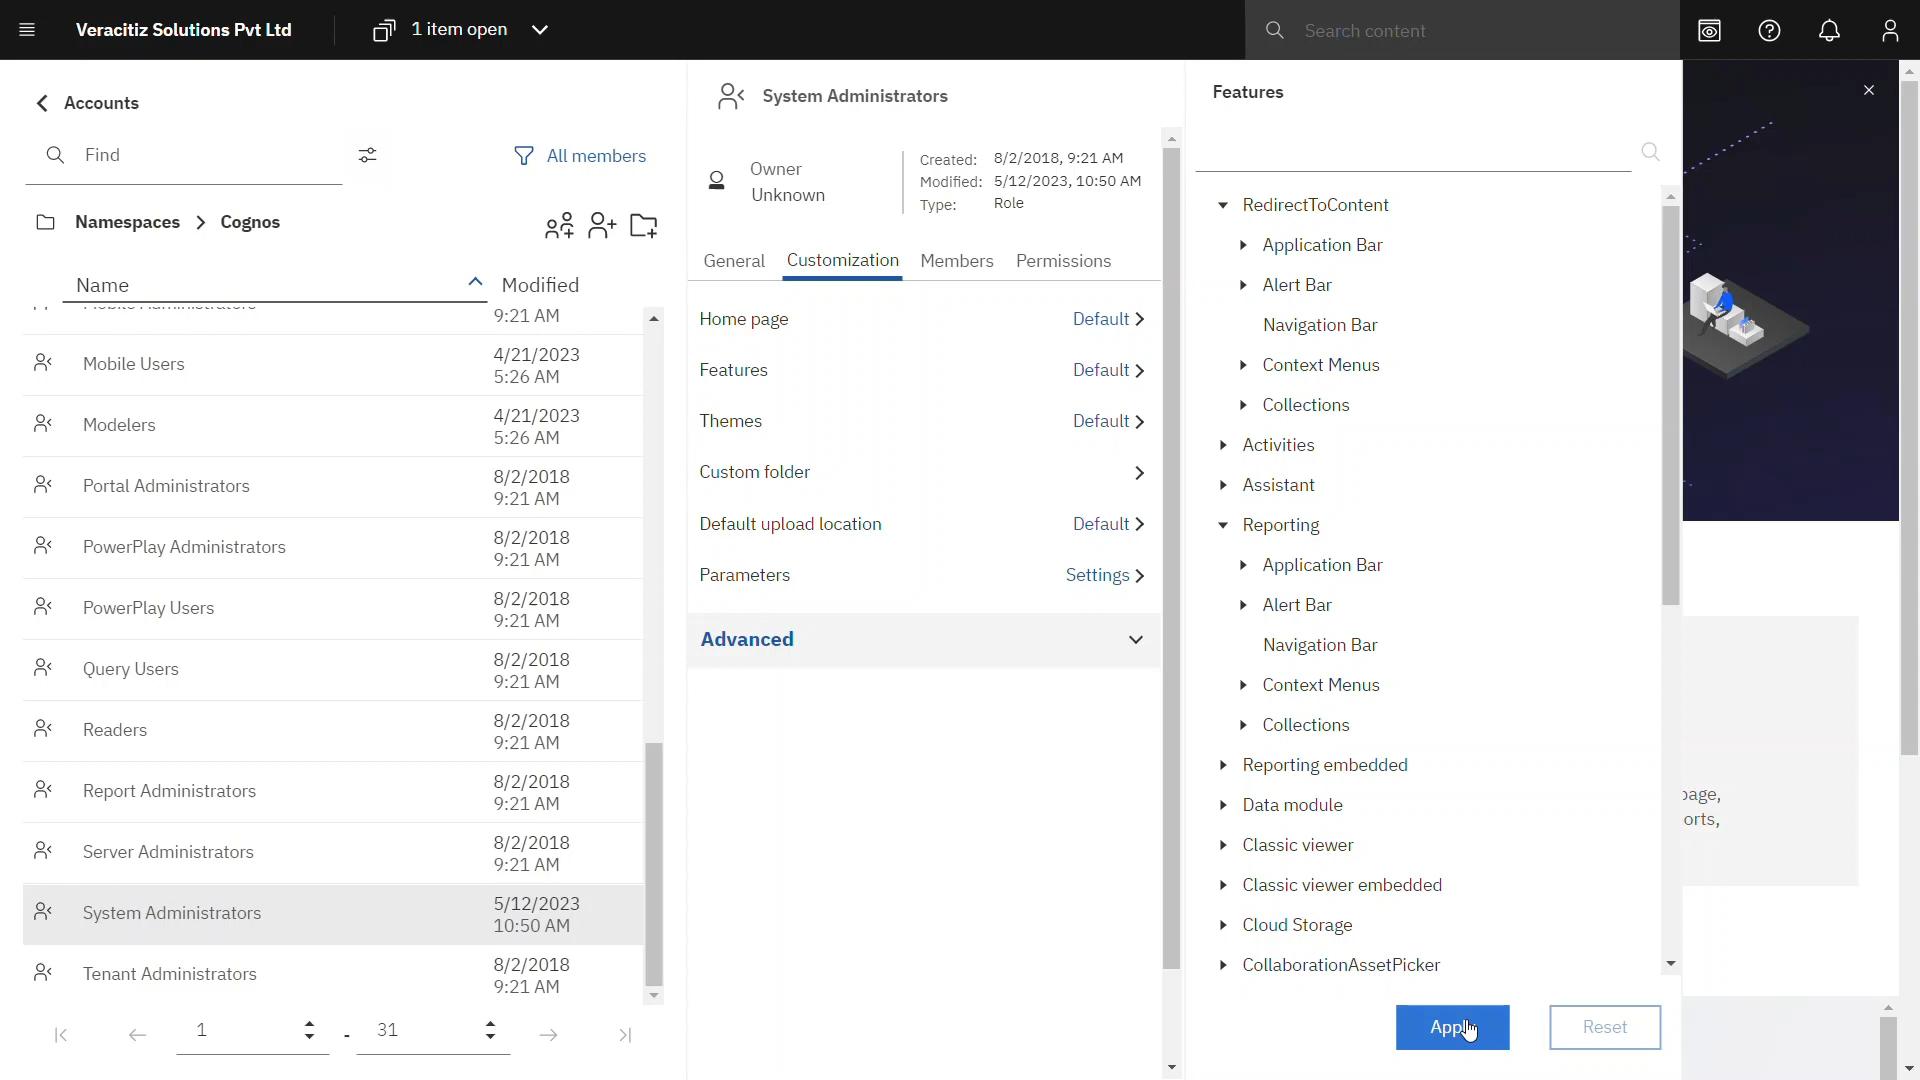 Veracitiz Solutions Pvt Ltd
1 item open
Search content
Accounts
Find
All members
Namespaces
Cognos
Name
Modified
9:21 AM
Mobile Users
4/21/2023
5:26 AM
Modelers
4/21/2023
5:26 AM
Portal Administrators
8/2/2018
9:21 AM
PowerPlay Administrators
8/2/2018
9:21 AM
PowerPlay Users
8/2/2018
9:21 AM
Query Users
8/2/2018
9:21 AM
Readers
8/2/2018
9:21 AM
Report Administrators
8/2/2018
9:21 AM
Server Administrators
8/2/2018
9:21 AM
System Administrators
5/12/2023
10:50 AM
Tenant Administrators
8/2/2018
9:21 AM
1 - 31
System Administrators
Owner
Unknown
Created: 8/2/2018, 9:21 AM
Modified: 5/12/2023, 10:50 AM
Type: Role
General Customization Members Permissions
Home page Default
Features Default
Themes Default
Custom folder
Default upload location Default
Parameters Settings
Advanced
Features
RedirectToContent
Application Bar
Alert Bar
Navigation Bar
Context Menus
Collections
Activities
Assistant
Reporting
Application Bar
Alert Bar
Navigation Bar
Context Menus
Collections
Reporting embedded
Data module
Classic viewer
Classic viewer embedded
Cloud Storage
CollaborationAssetPicker
Apply
Reset